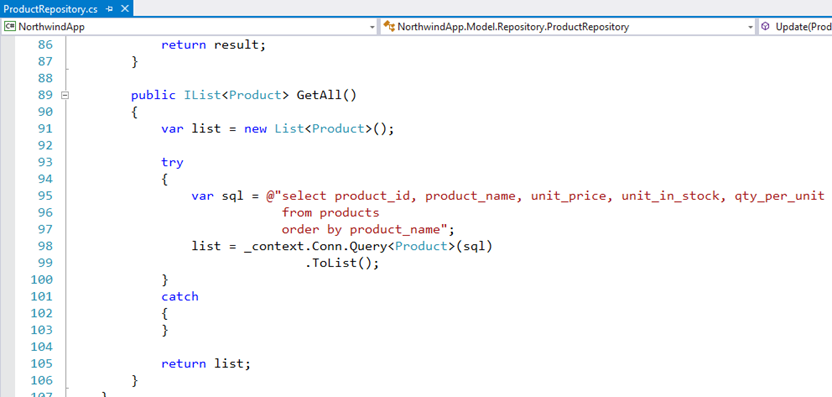 ProductRepository.cs
NorthwindApp NorthwindApp.Model.Repository.ProductRepository Update(Prod
86 return result;
87 }
88
89 public IList<Product> GetAll()
90 {
91 var list = new List<Product>();
92
93 try
94 {
95 var sql = @"select product_id, product_name, unit_price, unit_in_stock, qty_per_unit
96 from products
97 order by product_name";
98 list = _context.Conn.Query<Product>(sql)
99 .ToList();
100 }
101 catch
102 {
103 }
104
105 return list;
106 }
107 }